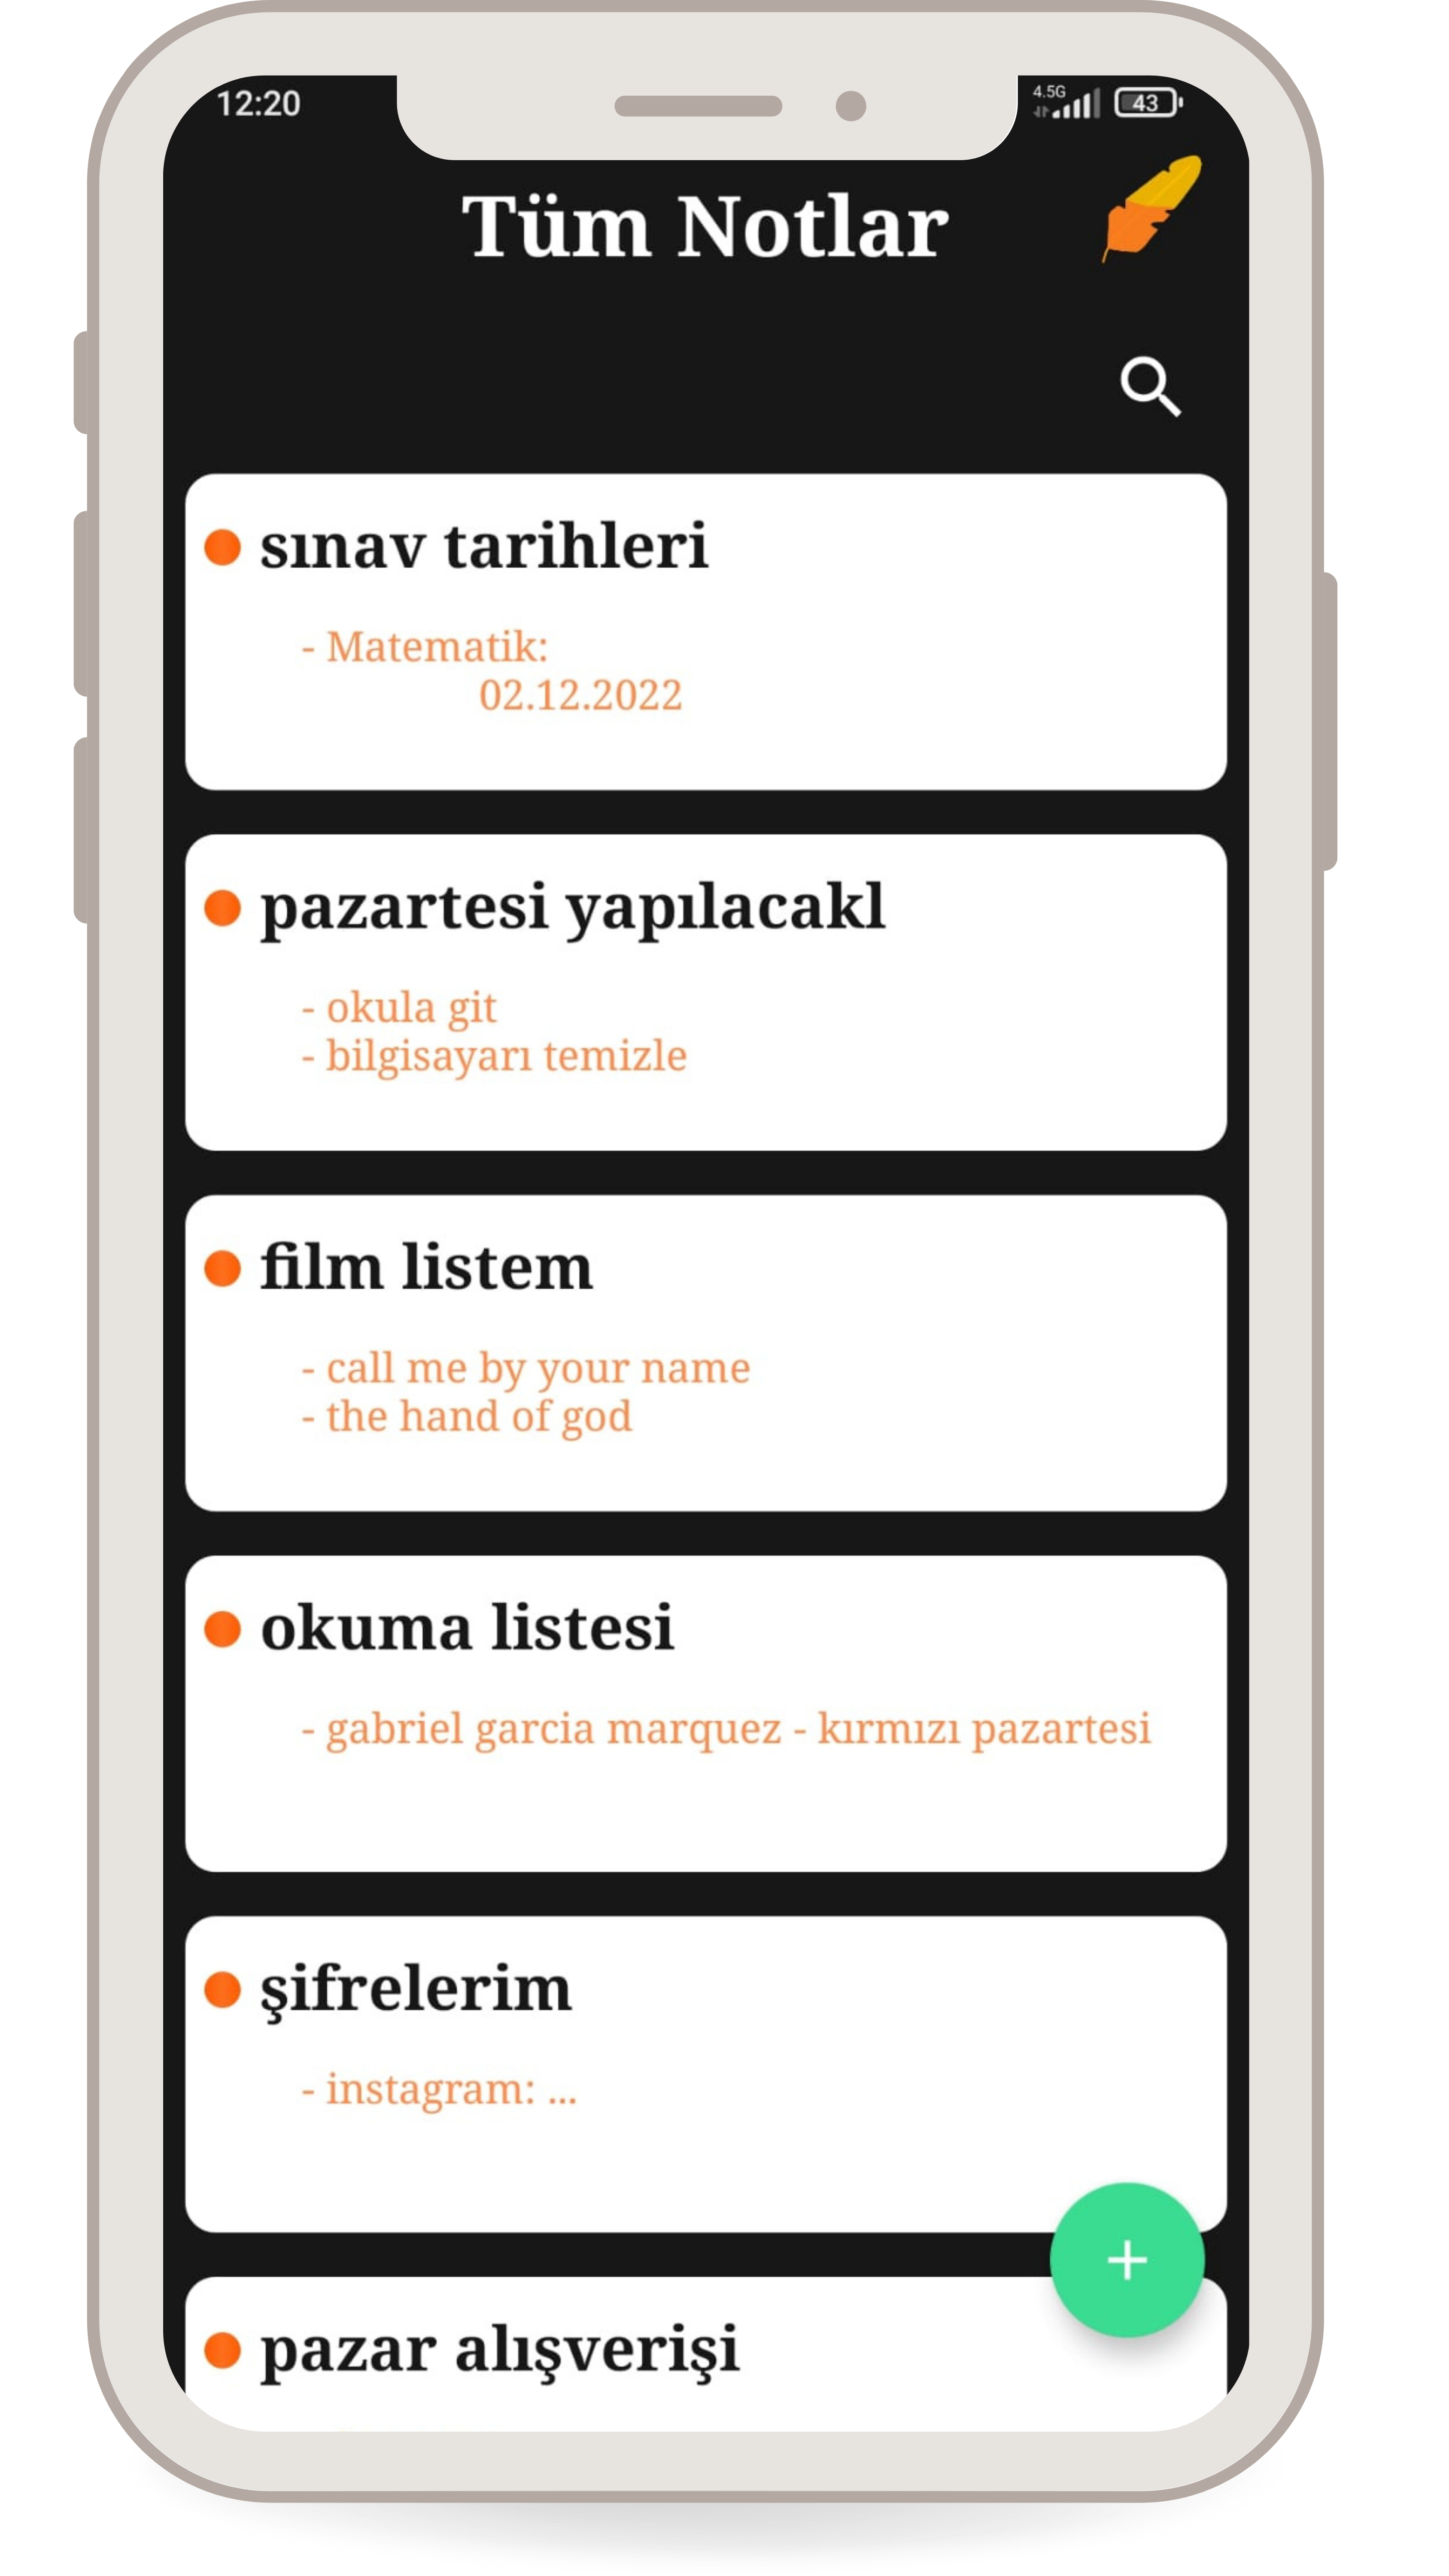 12:20
4.5G
43
Tüm Notlar
sınav tarihleri
- Matematik:
02.12.2022
pazartesi yapılacakl
- okula git
- bilgisayarı temizle
film listem
- call me by your name
- the hand of god
okuma listesi
- gabriel garcia marquez - kırmızı pazartesi
şifrelerim
- instagram: ...
+
pazar alışverişi